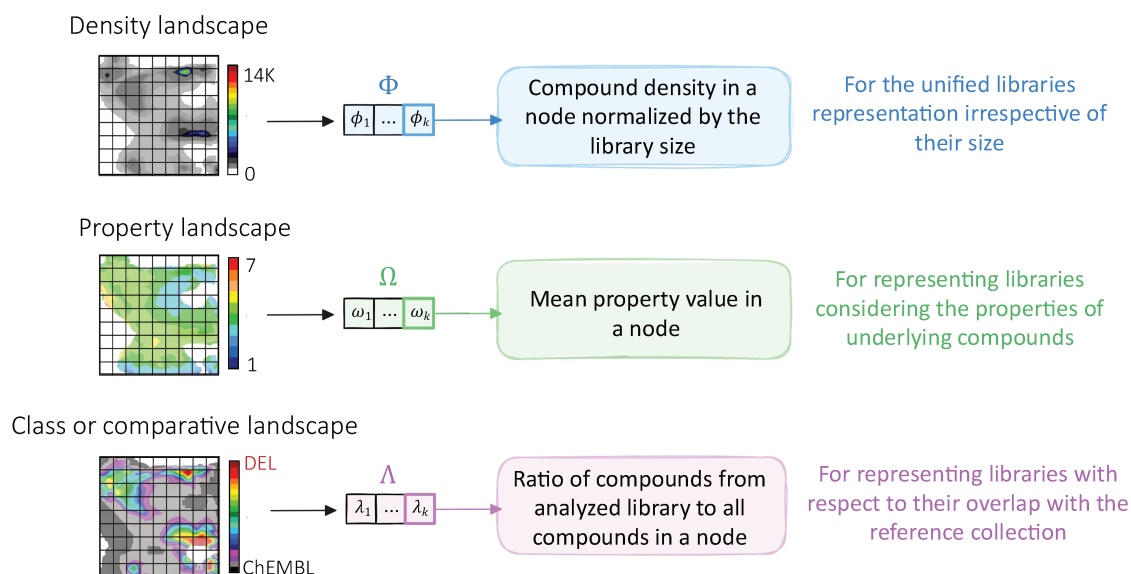 Density landscape
14K
0
Φ
ϕ1 ... ϕk
Compound density in a
node normalized by the
library size
For the unified libraries
representation irrespective of
their size
Property landscape
7
1
Ω
ω1 ... ωk
Mean property value in
a node
For representing libraries
considering the properties of
underlying compounds
Class or comparative landscape
DEL
ChEMBL
Λ
λ1 ... λk
Ratio of compounds from
analyzed library to all
compounds in a node
For representing libraries with
respect to their overlap with the
reference collection